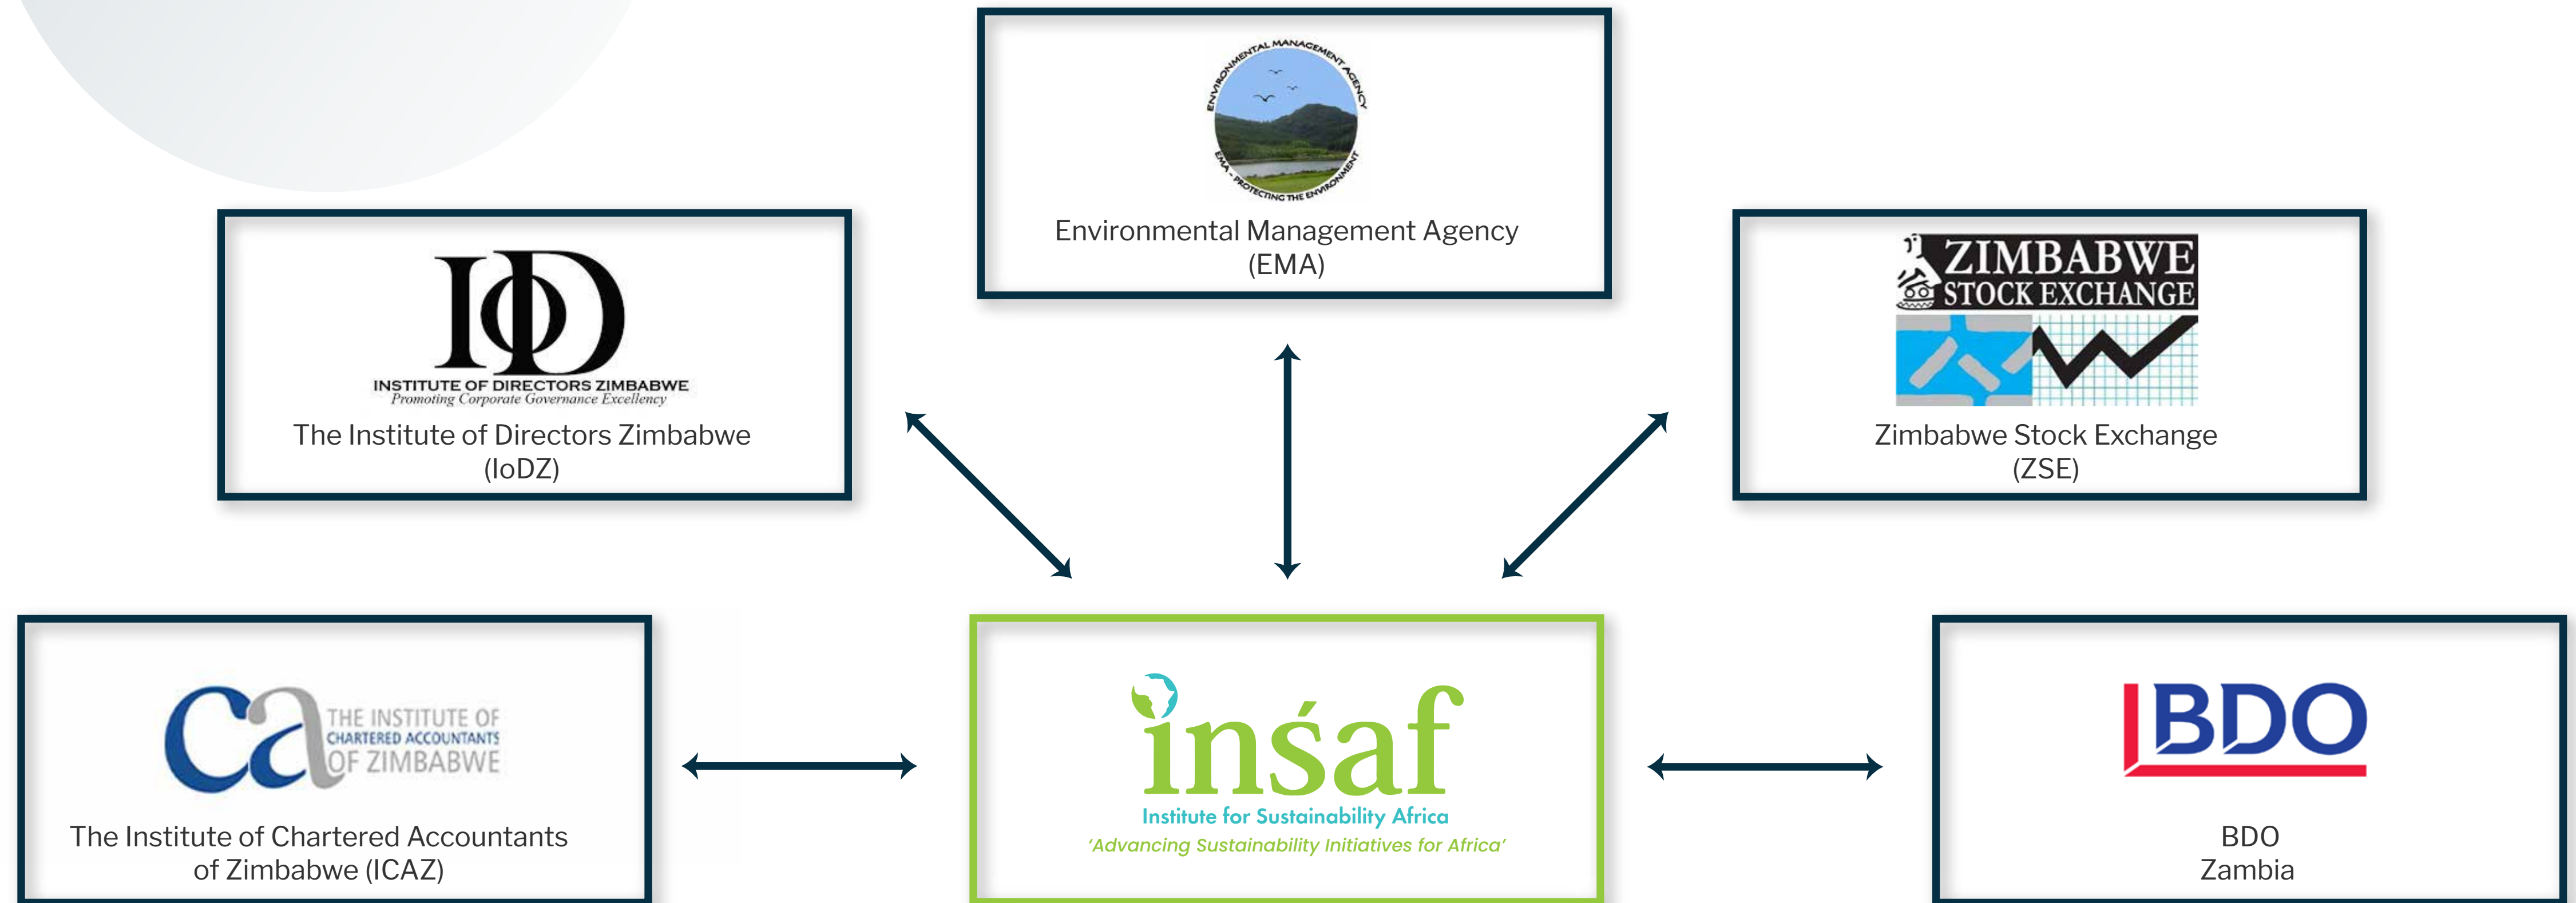 ENVIRONMENTAL MANAGEMENT AGENCY
EMA - PROTECTING THE ENVIRONMENT
Environmental Management Agency
(EMA)
IoD
INSTITUTE OF DIRECTORS ZIMBABWE
Promoting Corporate Governance Excellency
The Institute of Directors Zimbabwe
(IoDZ)
ZIMBABWE
STOCK EXCHANGE
Zimbabwe Stock Exchange
(ZSE)
ca
THE INSTITUTE OF
CHARTERED ACCOUNTANTS
OF ZIMBABWE
The Institute of Chartered Accountants
of Zimbabwe (ICAZ)
inśaf
Institute for Sustainability Africa
‘Advancing Sustainability Initiatives for Africa’
BDO
BDO
Zambia